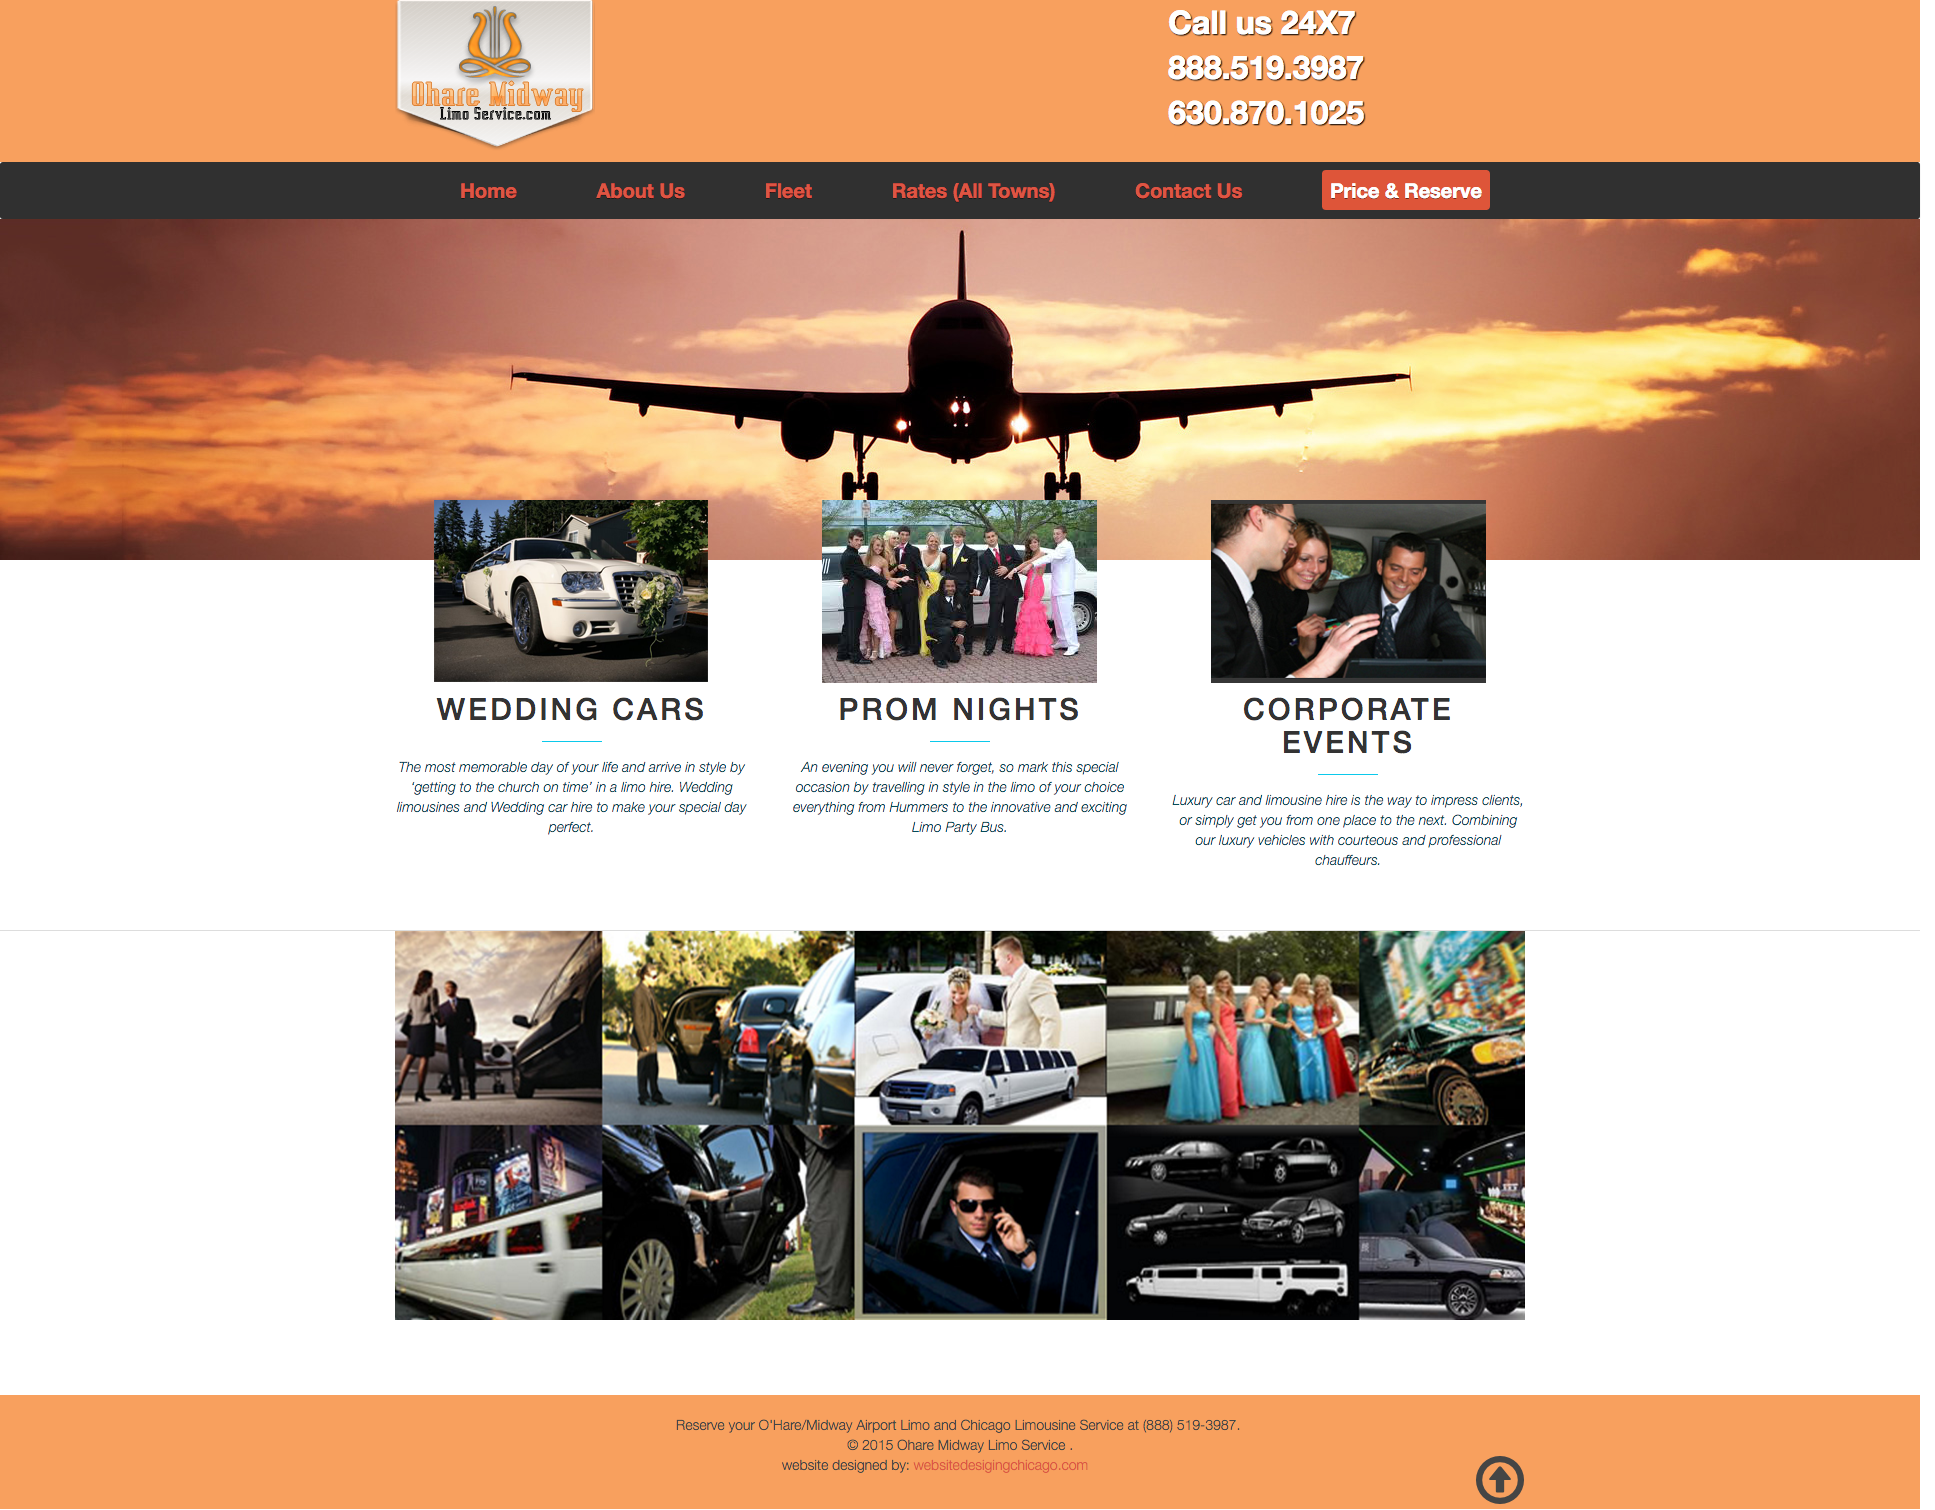 Ohare Midway
Limo Service.com
Call us 24X7
888.519.3987
630.870.1025
Home
About Us
Fleet
Rates (All Towns)
Contact Us
Price & Reserve
WEDDING CARS
The most memorable day of your life and arrive in style by
'getting to the church on time' in a limo hire. Wedding
limousines and Wedding car hire to make your special day
perfect.
PROM NIGHTS
An evening you will never forget, so mark this special
occasion by travelling in style in the limo of your choice
everything from Hummers to the innovative and exciting
Limo Party Bus.
CORPORATE
EVENTS
Luxury car and limousine hire is the way to impress clients,
or simply get you from one place to the next. Combining
our luxury vehicles with courteous and professional
chauffeurs.
Reserve your O'Hare/Midway Airport Limo and Chicago Limousine Service at (888) 519-3987.
© 2015 Ohare Midway Limo Service .
website designed by: websitedesigingchicago.com